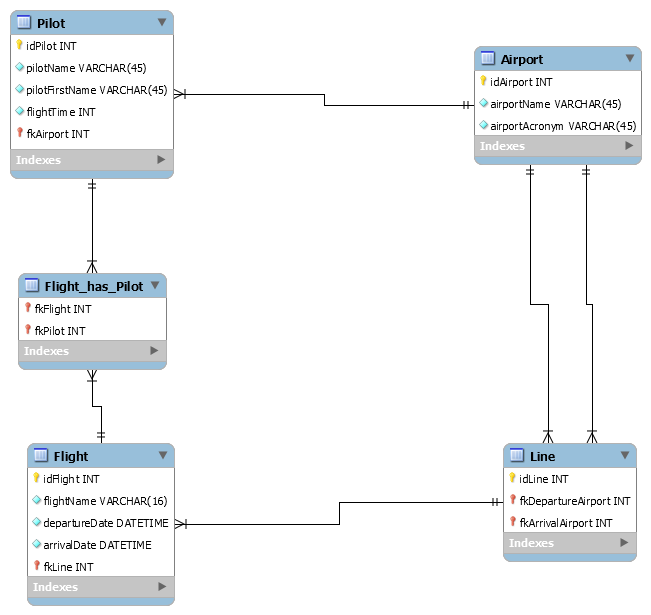 Pilot
idPilot INT
pilotName VARCHAR(45)
pilotFirstName VARCHAR(45)
flightTime INT
fkAirport INT
Indexes
Airport
idAirport INT
airportName VARCHAR(45)
airportAcronym VARCHAR(45)
Indexes
Flight_has_Pilot
fkFlight INT
fkPilot INT
Indexes
Flight
idFlight INT
flightName VARCHAR(16)
departureDate DATETIME
arrivalDate DATETIME
fkLine INT
Indexes
Line
idLine INT
fkDepartureAirport INT
fkArrivalAirport INT
Indexes